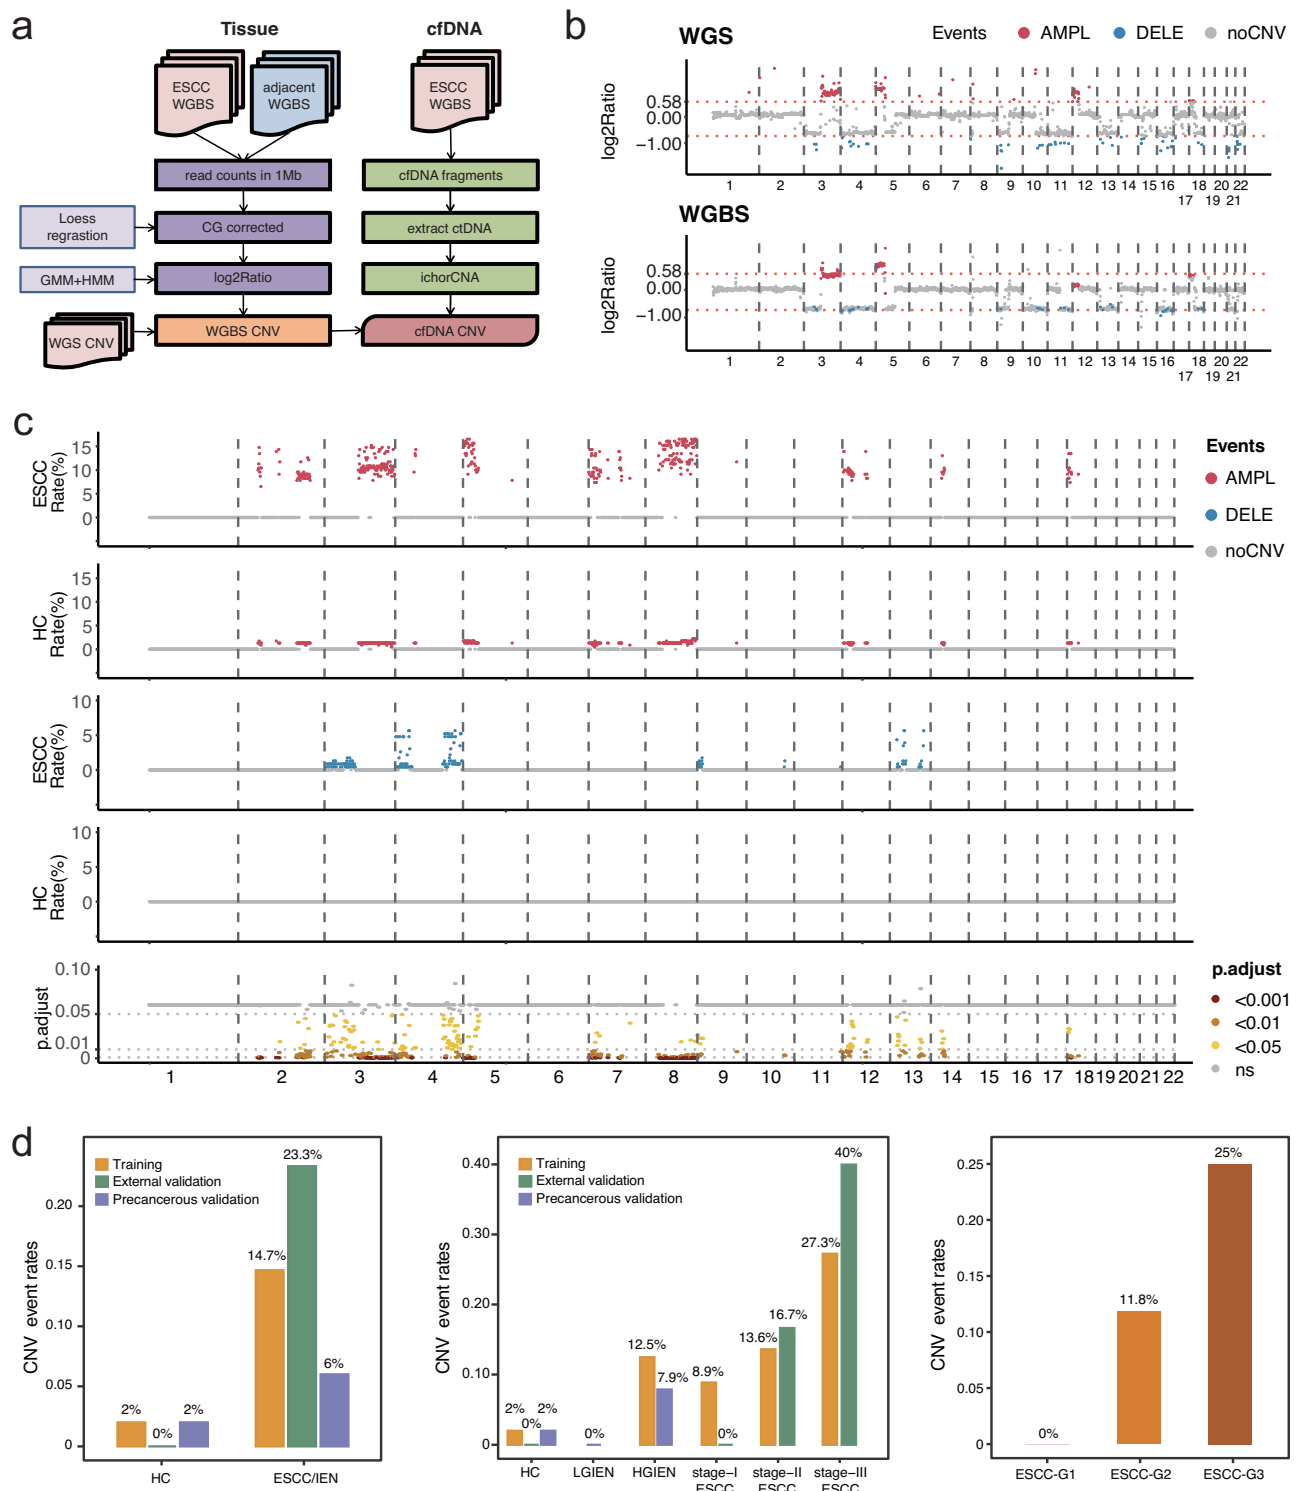 a
Tissue
cfDNA
ESCC
WGBS
adjacent
WGBS
ESCC
WGBS
read counts in 1Mb
cfDNA fragments
Loess
regrastion
CG corrected
extract ctDNA
GMM+HMM
log2Ratio
ichorCNA
WGS CNV
WGBS CNV
cfDNA CNV
b
WGS
Events
AMPL
DELE
noCNV
log2Ratio
0.58
0.00
−1.00
1 2 3 4 5 6 7 8 9 10 11 12 13 14 15 16 18 20 22
17 19 21
WGBS
log2Ratio
0.58
0.00
−1.00
1 2 3 4 5 6 7 8 9 10 11 12 13 14 15 16 18 20 22
17 19 21
c
ESCC
Rate(%)
15
10
5
0
Events
AMPL
DELE
noCNV
HC
Rate(%)
15
10
5
0
ESCC
Rate(%)
10
5
0
HC
Rate(%)
10
5
0
p.adjust
0.10
0.05
0.01
0
p.adjust
<0.001
<0.01
<0.05
ns
1 2 3 4 5 6 7 8 9 10 11 12 13 14 15 16 17 18 19 20 21 22
d
CNV event rates
0.20
0.15
0.10
0.05
0
Training
External validation
Precancerous validation
2%
0%
2%
14.7%
23.3%
6%
HC
ESCC/IEN
CNV event rates
0.40
0.30
0.20
0.10
0
Training
External validation
Precancerous validation
2%
0%
2%
0%
12.5%
7.9%
8.9%
0%
13.6%
16.7%
27.3%
40%
HC
LGIEN
HGIEN
stage−I
ESCC
stage−II
ESCC
stage−III
ESCC
CNV event rates
0.25
0.20
0.15
0.10
0.05
0
0%
11.8%
25%
ESCC-G1
ESCC-G2
ESCC-G3